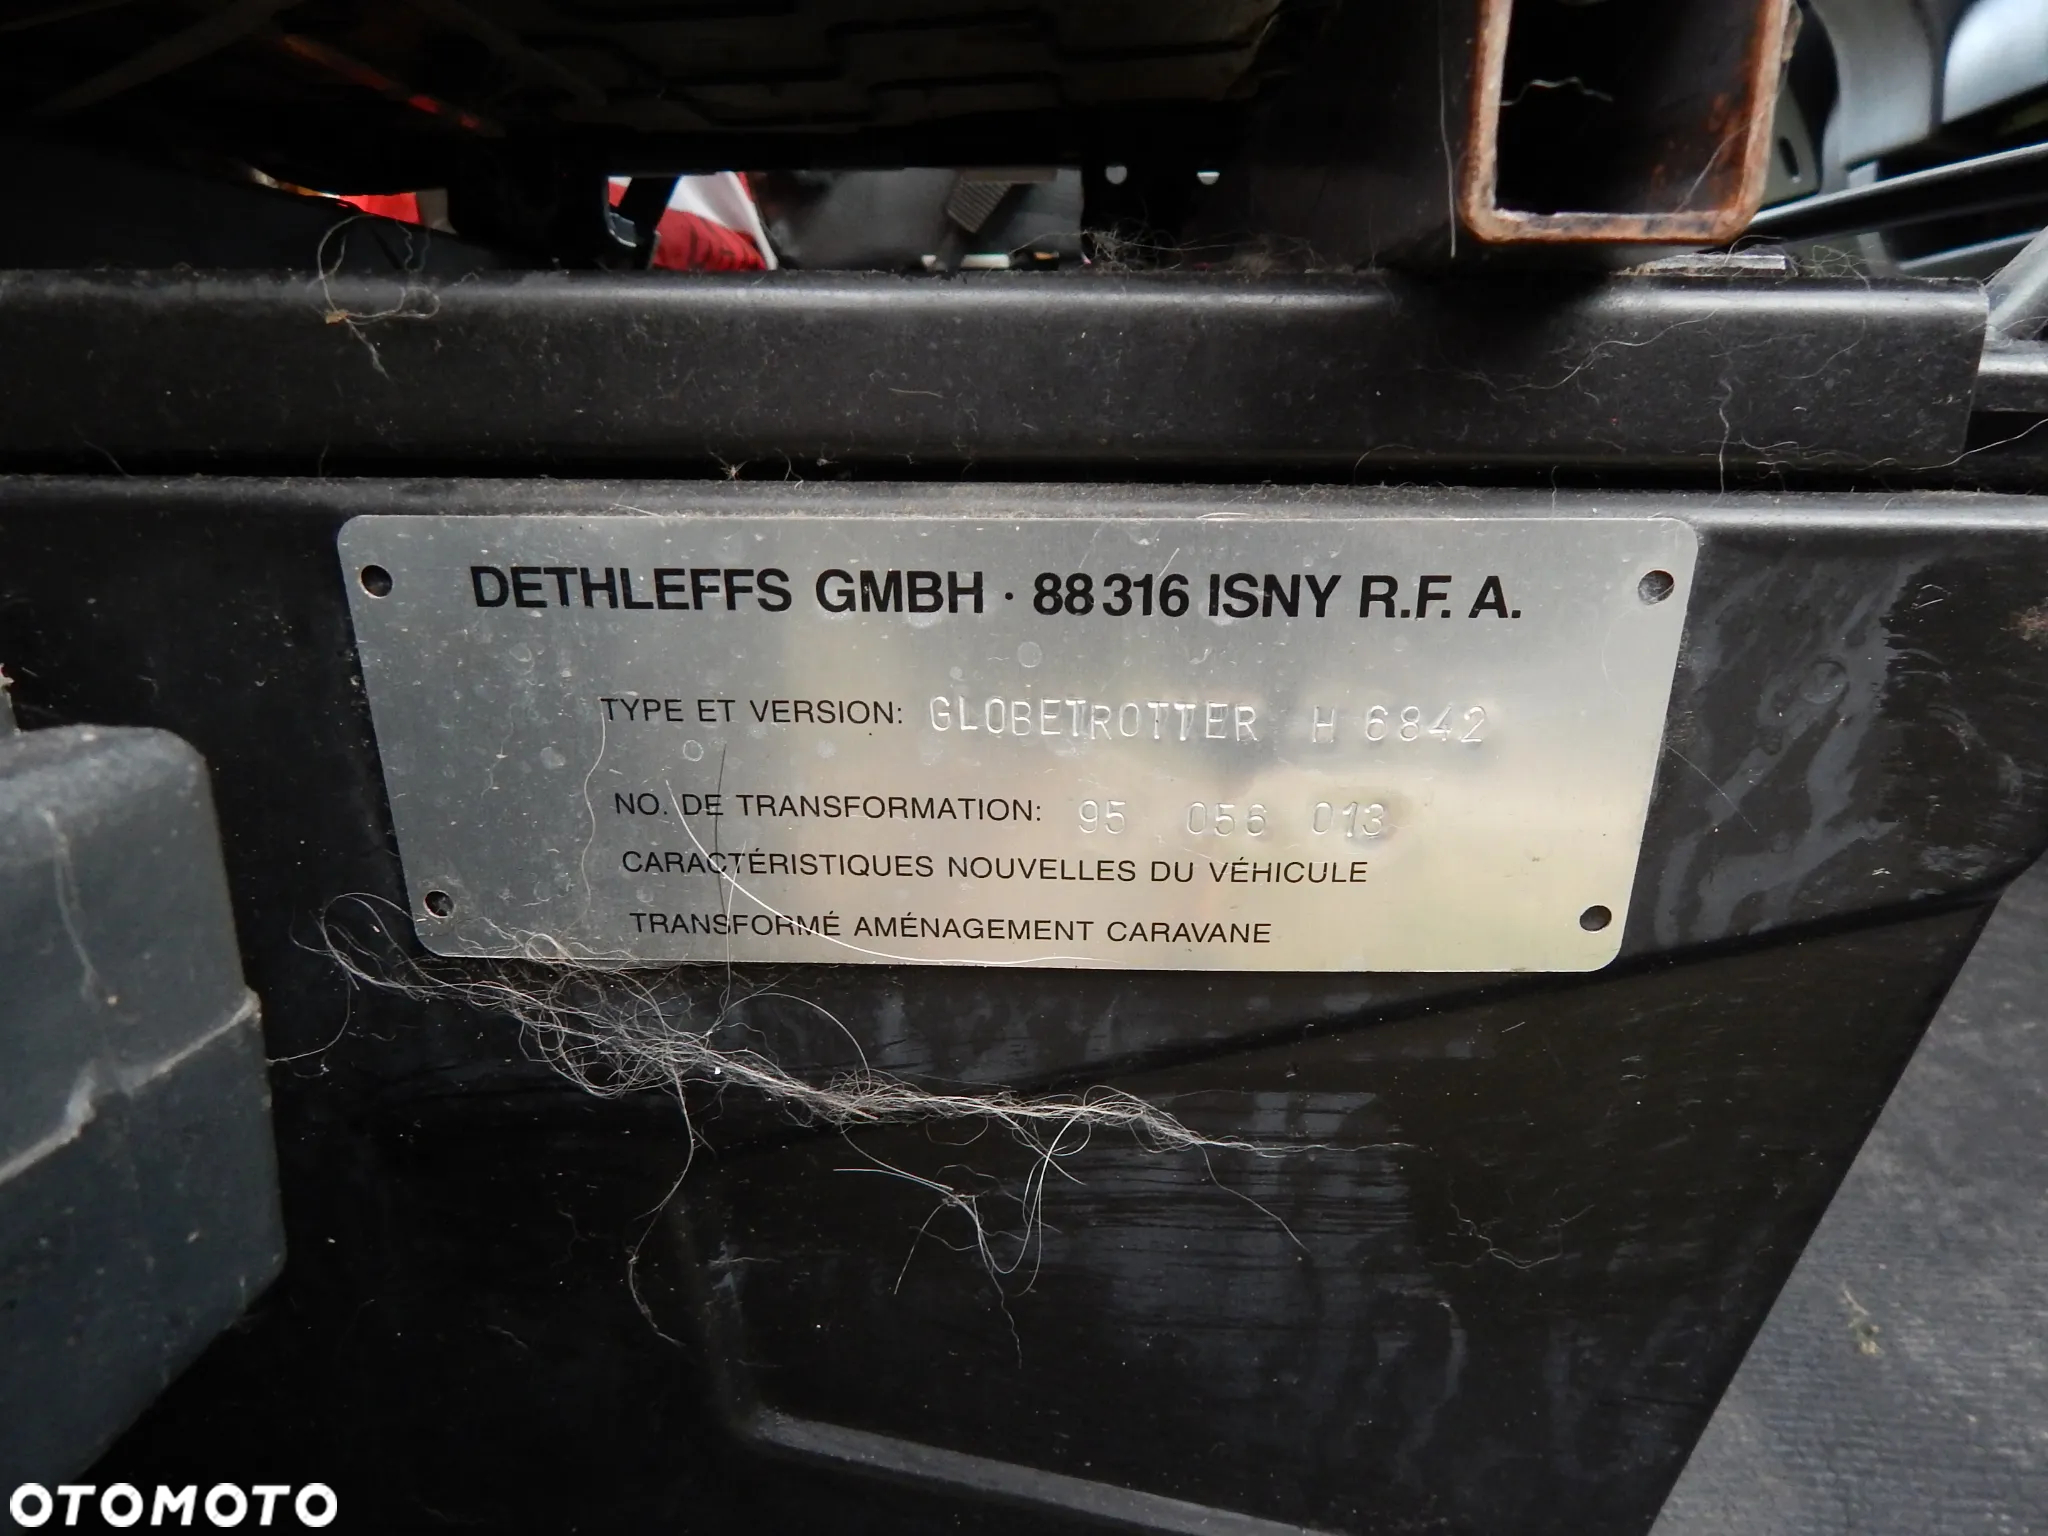 DETHLEFFS GMBH · 88316 ISNY R.F.A.
TYPE ET VERSION: GLOBETROTTER H 6842
NO. DE TRANSFORMATION: 95 056 013
CARACTÉRISTIQUES NOUVELLES DU VÉHICULE
TRANSFORMÉ AMÉNAGEMENT CARAVANE
OTOMOTO